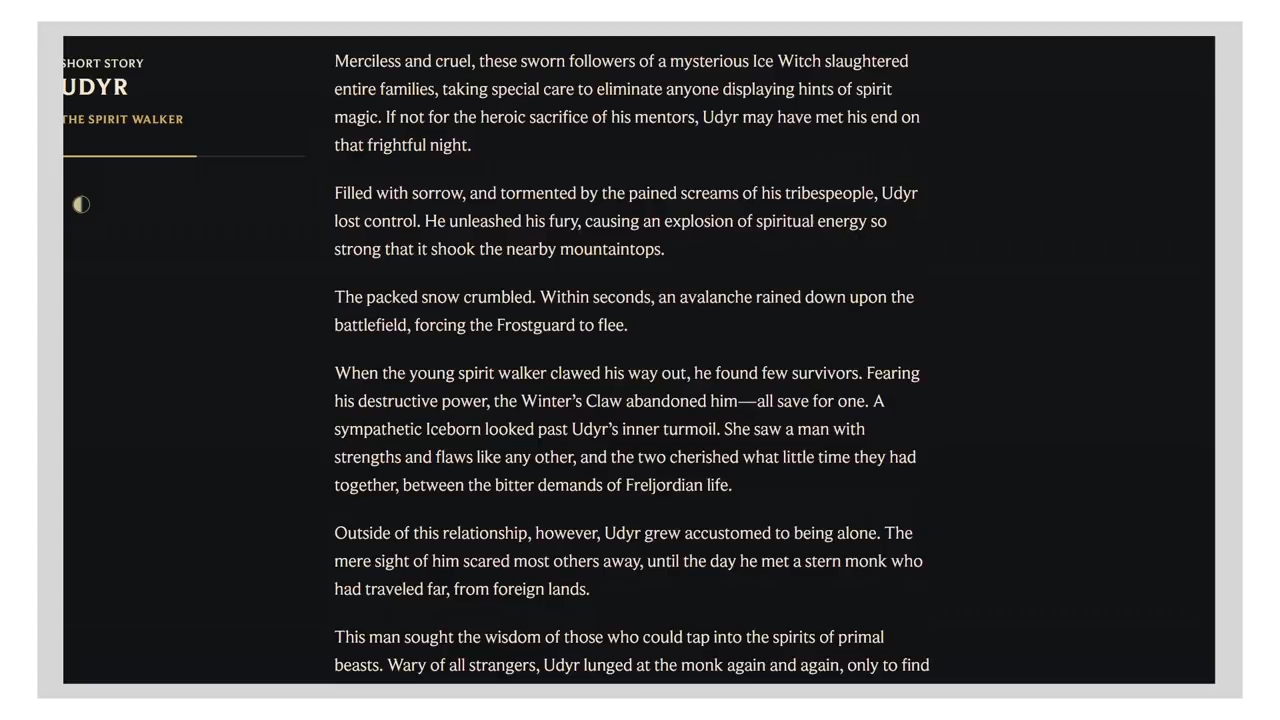 SHORT STORY
UDYR
THE SPIRIT WALKER
Merciless and cruel, these sworn followers of a mysterious Ice Witch slaughtered
entire families, taking special care to eliminate anyone displaying hints of spirit
magic. If not for the heroic sacrifice of his mentors, Udyr may have met his end on
that frightful night.
Filled with sorrow, and tormented by the pained screams of his tribespeople, Udyr
lost control. He unleashed his fury, causing an explosion of spiritual energy so
strong that it shook the nearby mountaintops.
The packed snow crumbled. Within seconds, an avalanche rained down upon the
battlefield, forcing the Frostguard to flee.
When the young spirit walker clawed his way out, he found few survivors. Fearing
his destructive power, the Winter’s Claw abandoned him—all save for one. A
sympathetic Iceborn looked past Udyr’s inner turmoil. She saw a man with
strengths and flaws like any other, and the two cherished what little time they had
together, between the bitter demands of Freljordian life.
Outside of this relationship, however, Udyr grew accustomed to being alone. The
mere sight of him scared most others away, until the day he met a stern monk who
had traveled far, from foreign lands.
This man sought the wisdom of those who could tap into the spirits of primal
beasts. Wary of all strangers, Udyr lunged at the monk again and again, only to find